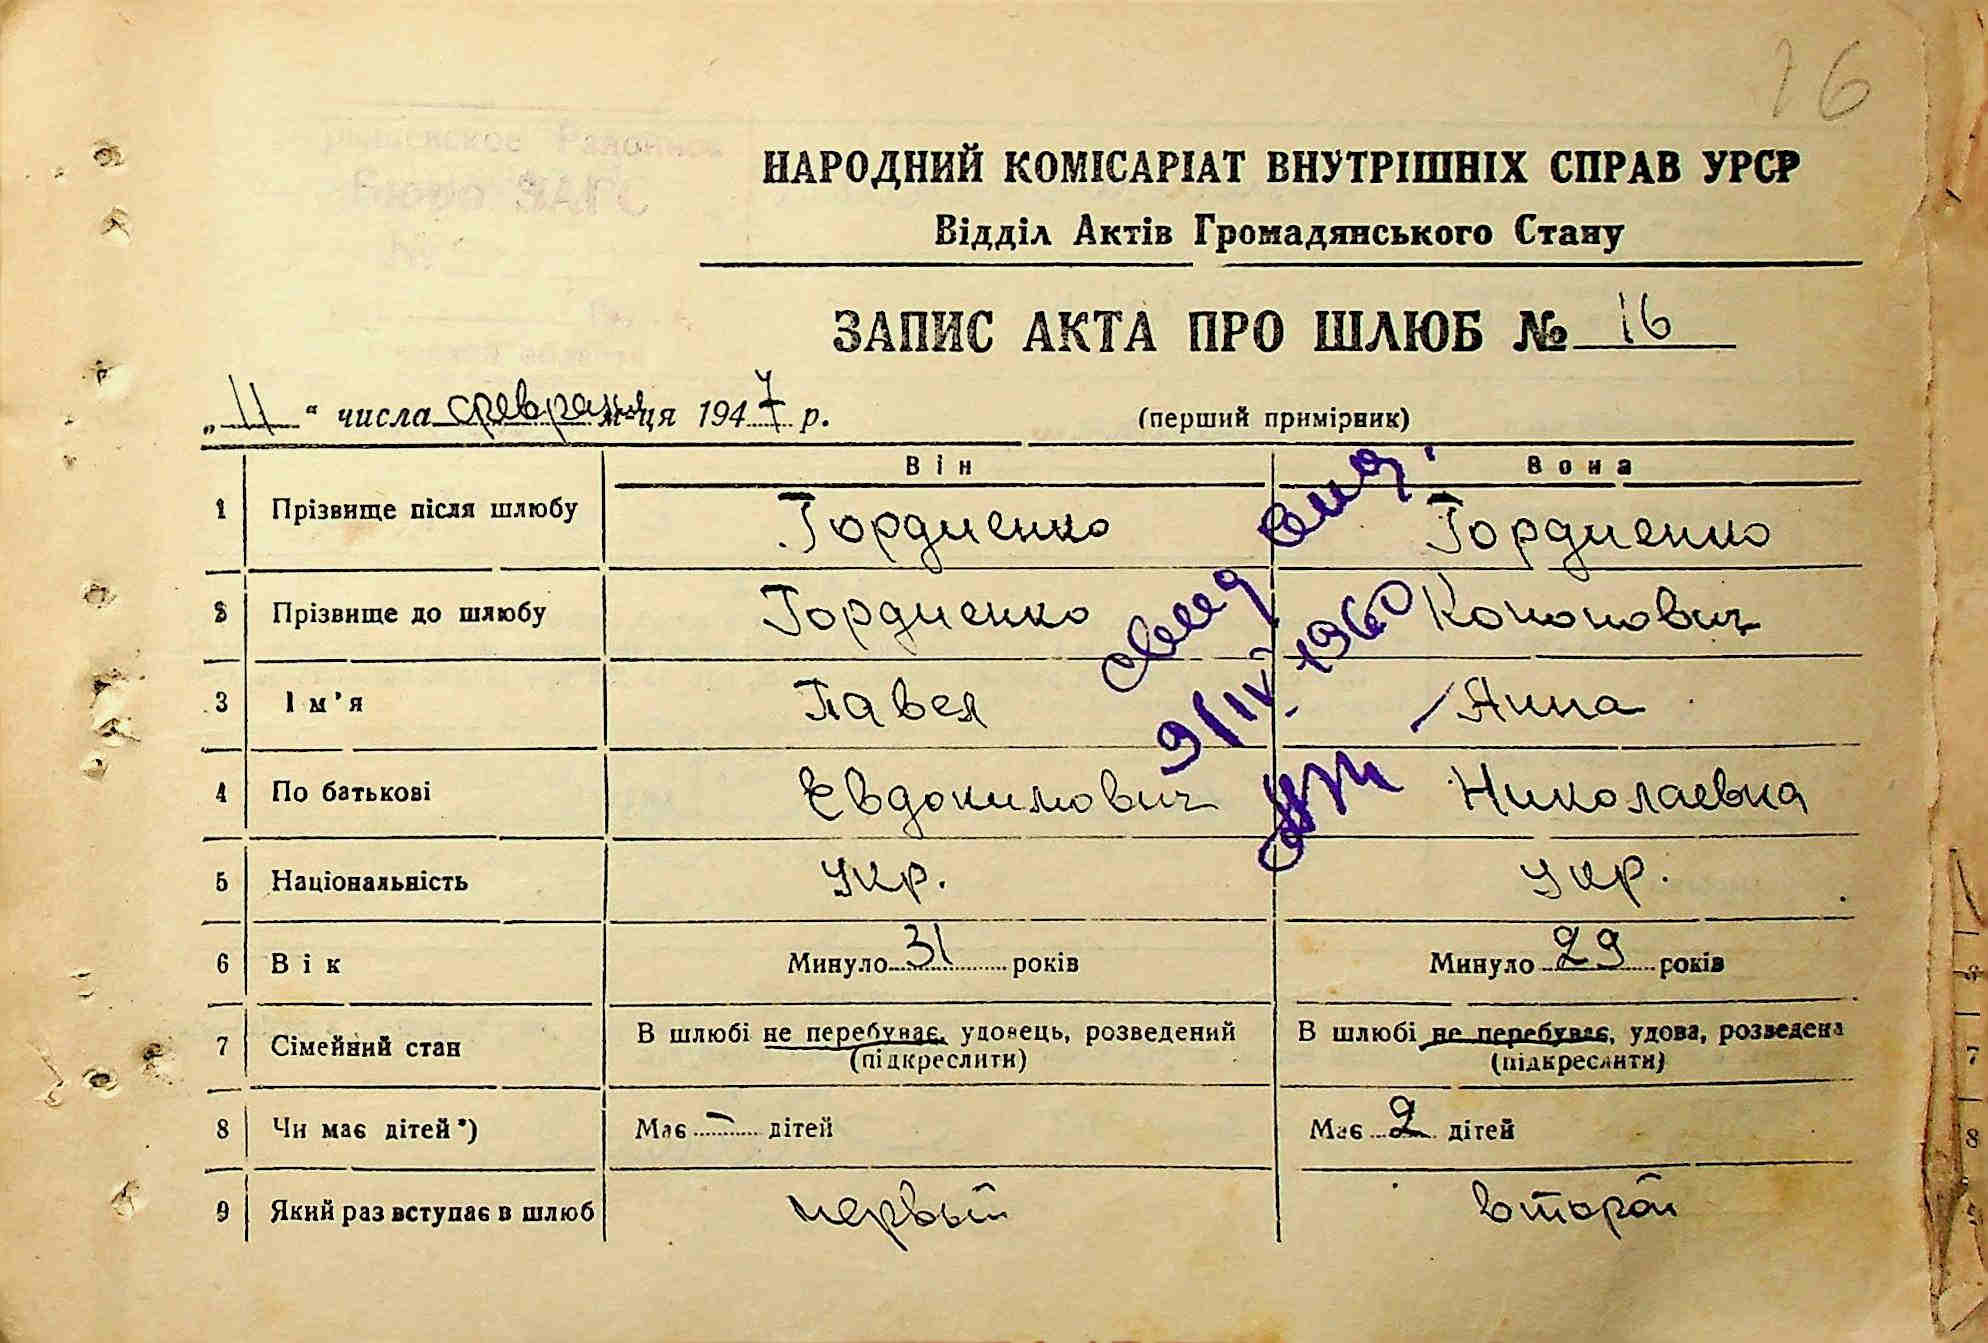 16
НАРОДНИЙ КОМІСАРІАТ ВНУТРІШНІХ СПРАВ УРСР
Відділ Актів Громадянського Стану
ЗАПИС АКТА ПРО ШЛЮБ № 16
„11“ числа февраля м-ця 1947 р. (перший примірник)
Він Вона
1 Прізвище після шлюбу Гордиенко Гордиенко
2 Прізвище до шлюбу Гордиенко Кононович
3 Ім'я Павел Анна
4 По батькові Евдокимович Николаевна
5 Національність укр. укр.
6 Вік Минуло 31 років Минуло 29 років
7 Сімейний стан В шлюбі не перебуває, удовець, розведений В шлюбі не перебуває, удова, розведена
(підкреслити) (підкреслити)
8 Чи має дітей*) Має – дітей Має 2 дітей
9 Який раз вступає в шлюб первый второй
9/IV 1960
7
8